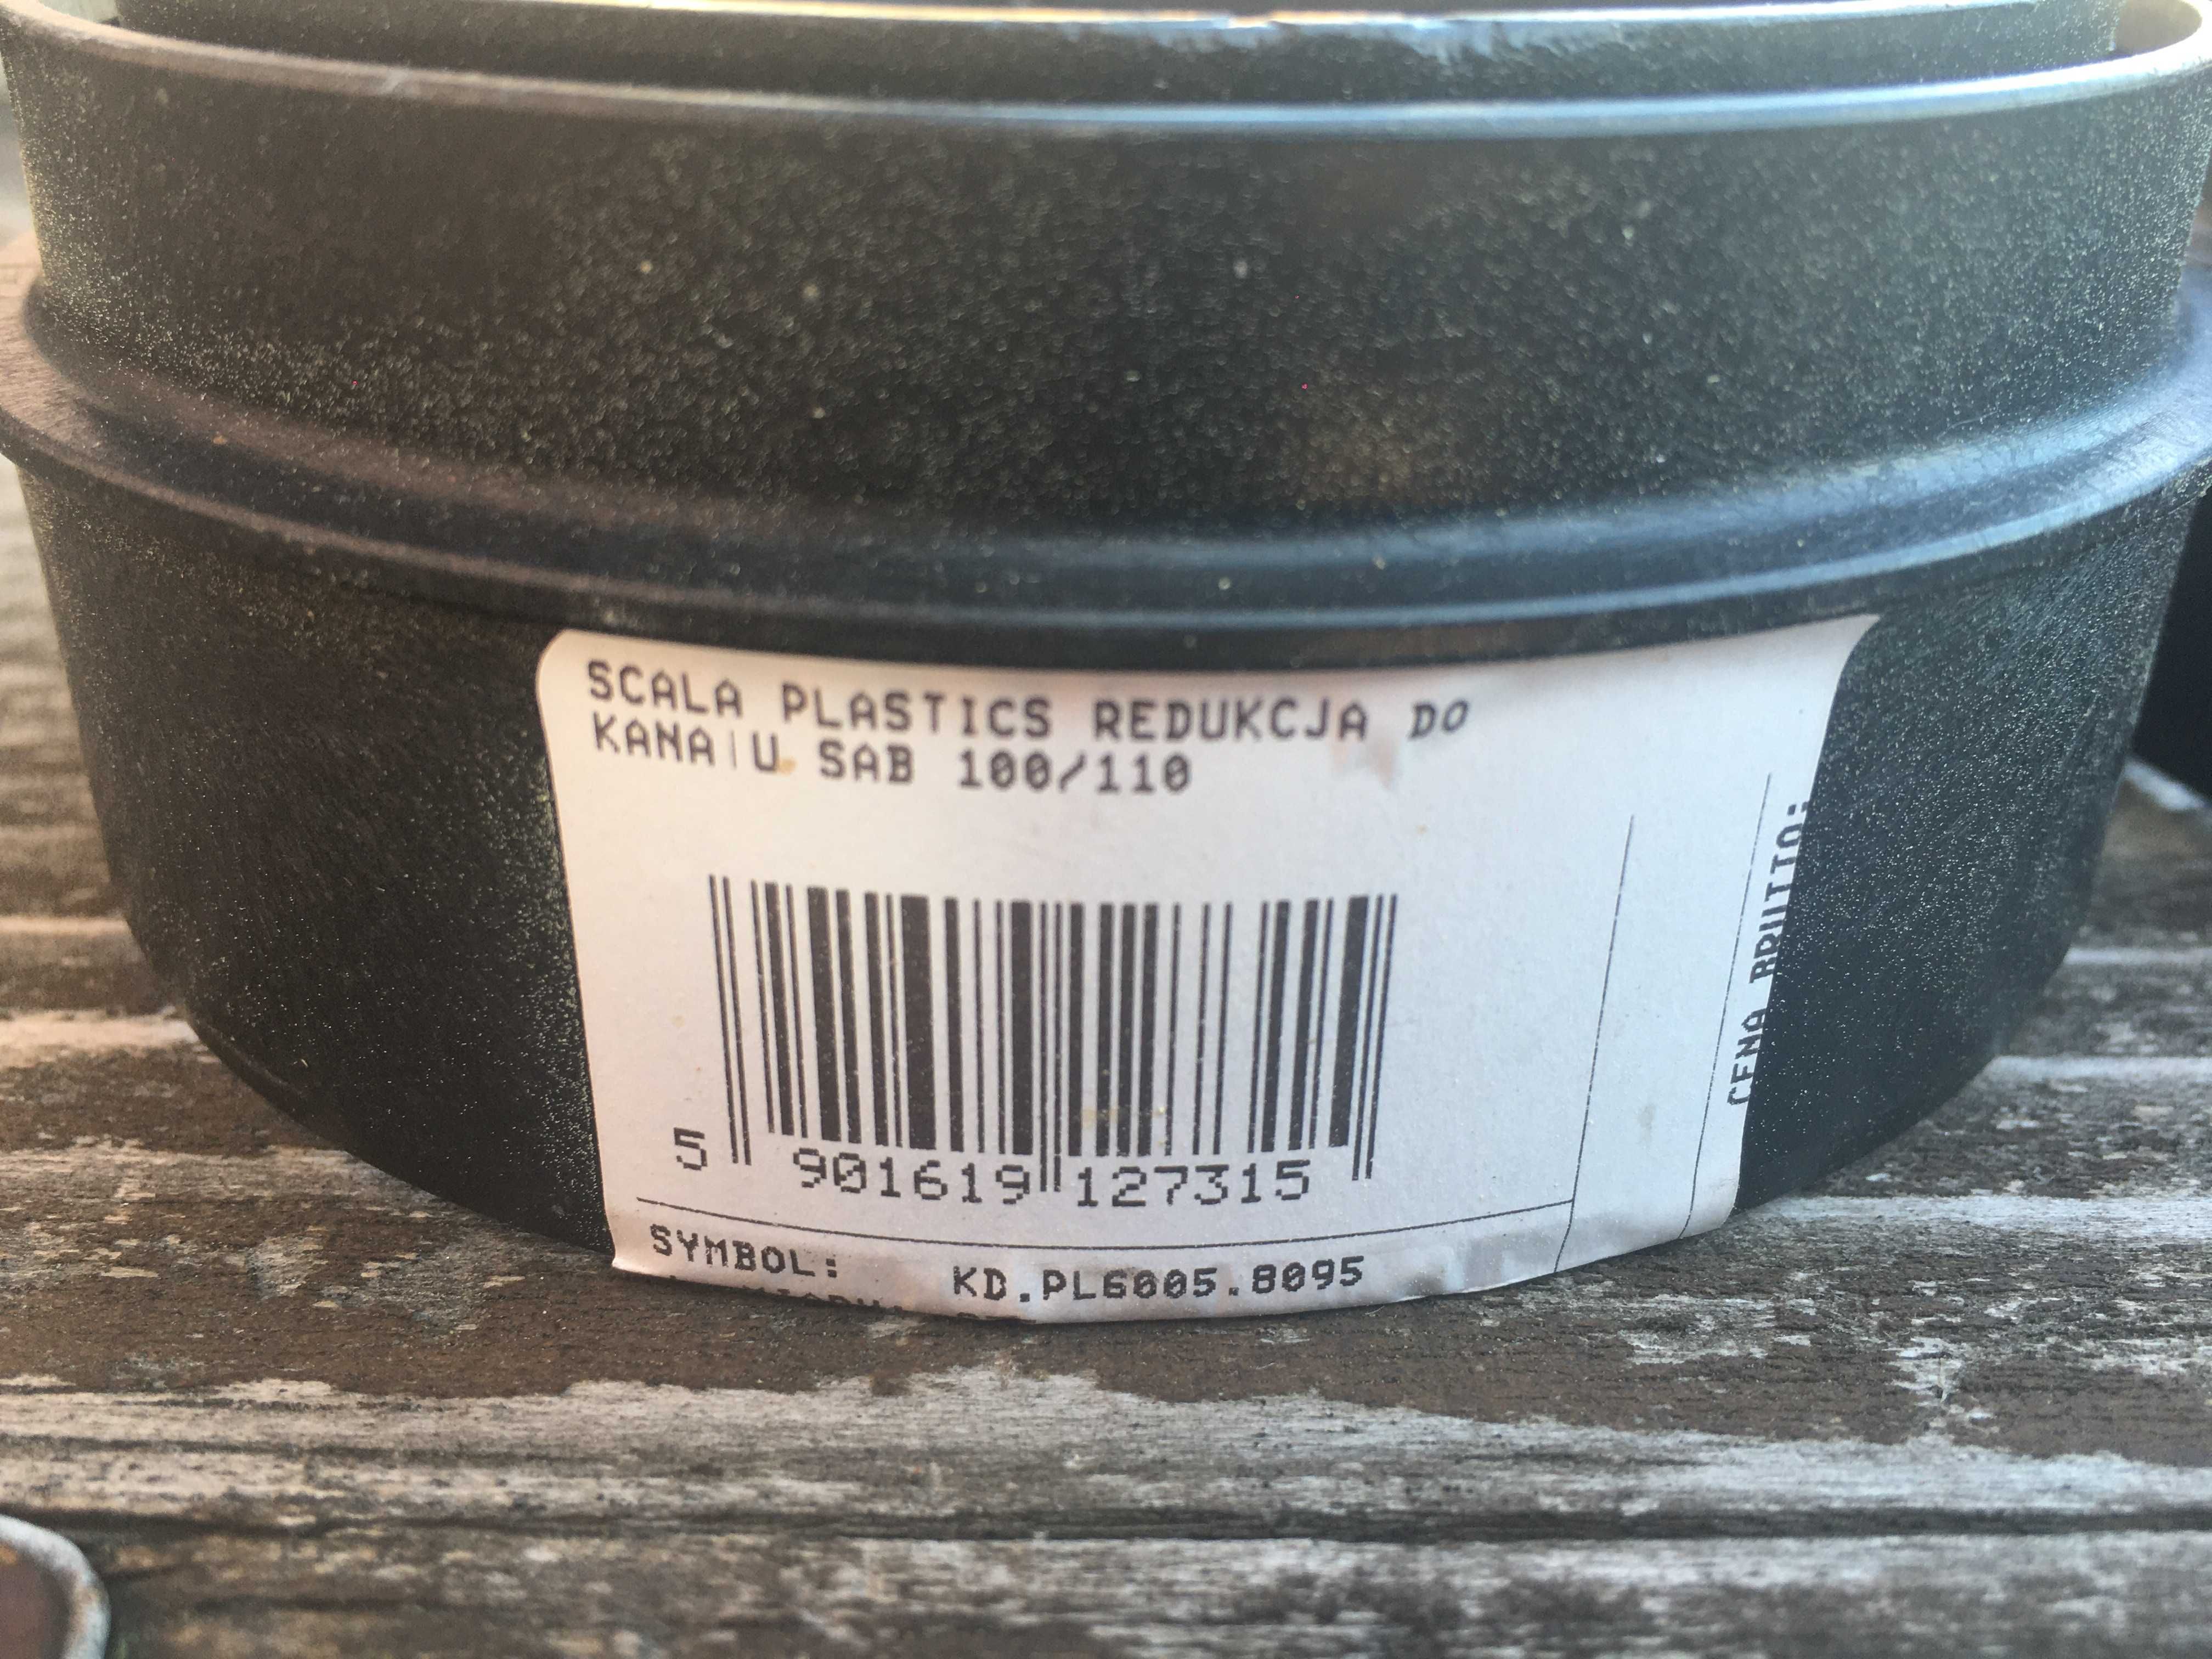 SCALA PLASTICS REDUKCJA DO
KANA|U SAB 100/110
5 901619 127315
SYMBOL: KD.PL6005.8095
CENA BRUTTO: